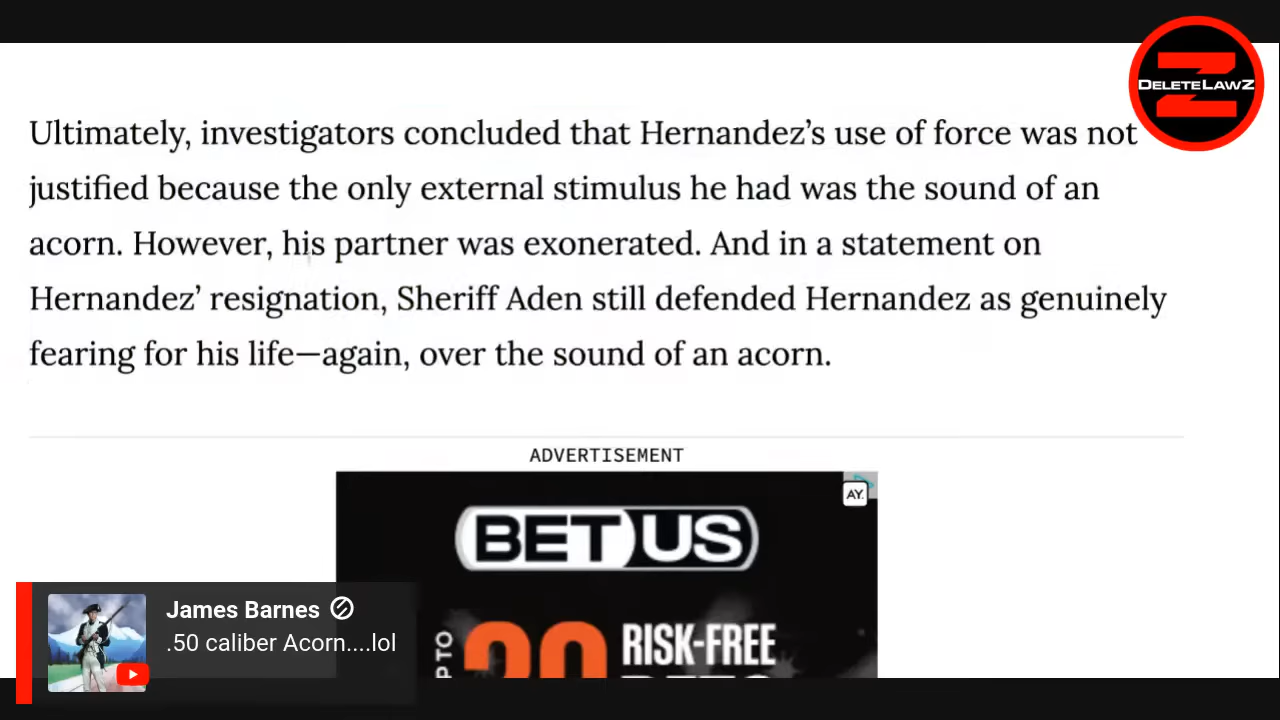 DELETELAWZ
Ultimately, investigators concluded that Hernandez’s use of force was not
justified because the only external stimulus he had was the sound of an
acorn. However, his partner was exonerated. And in a statement on
Hernandez’ resignation, Sheriff Aden still defended Hernandez as genuinely
fearing for his life—again, over the sound of an acorn.
ADVERTISEMENT
AY.
BET US
RISK-FREE
James Barnes
.50 caliber Acorn....lol